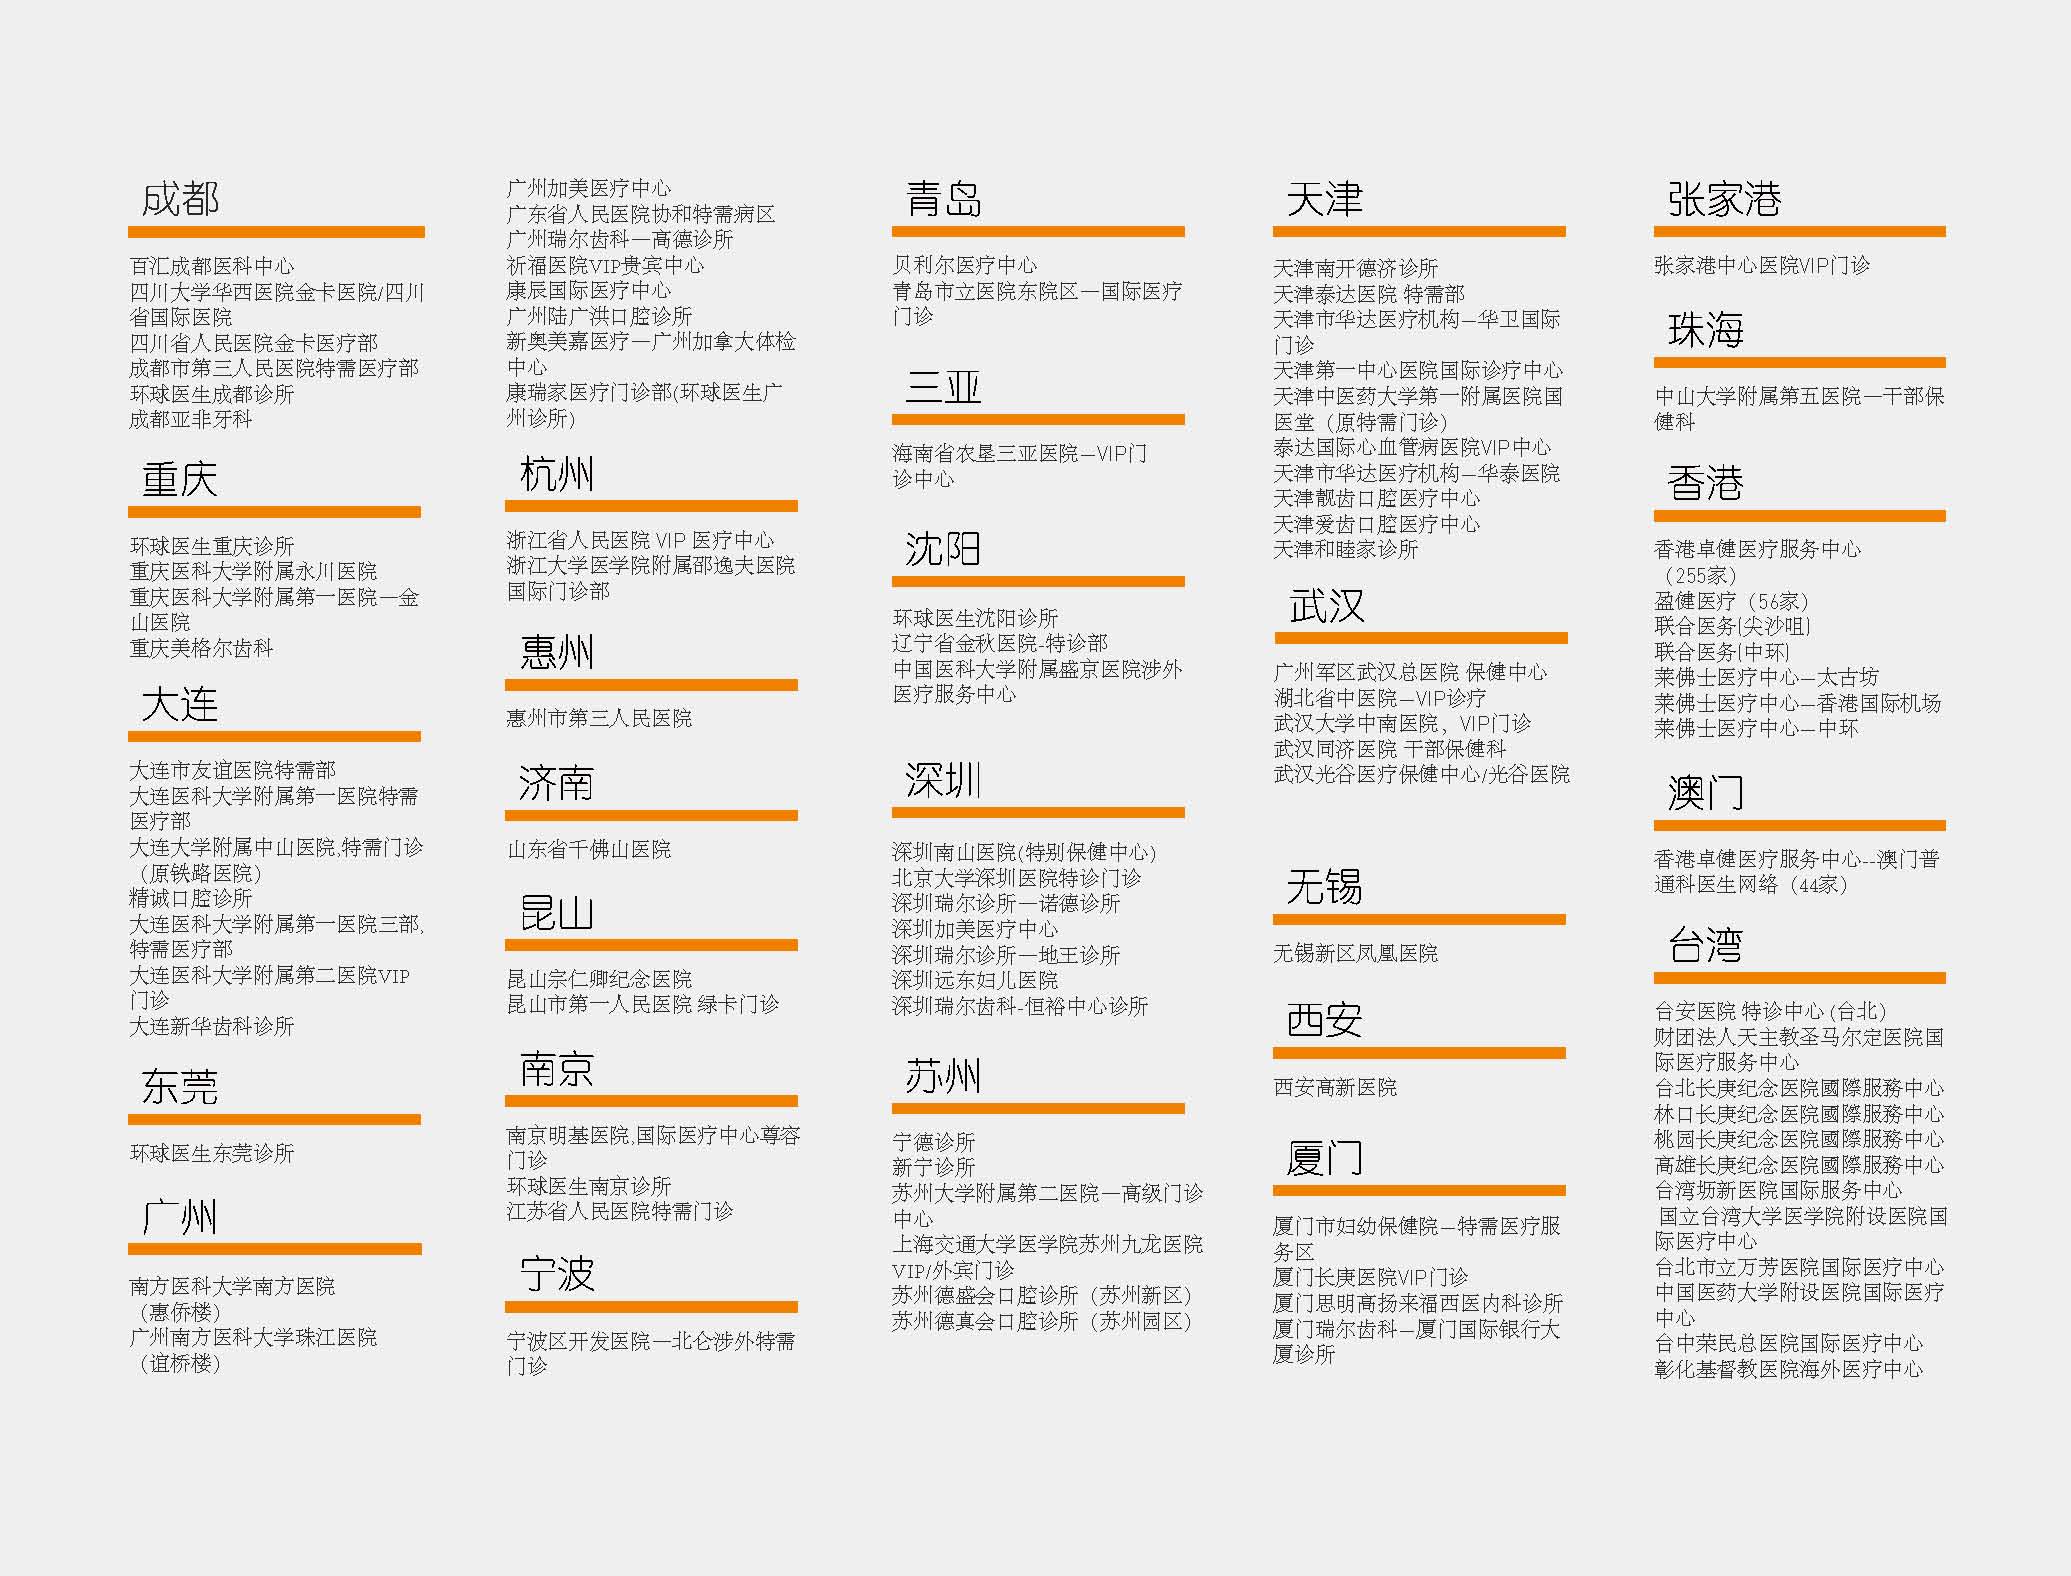 成都
百汇成都医科中心
四川大学华西医院金卡医院/四川
省国际医院
四川省人民医院金卡医疗部
成都市第三人民医院特需医疗部
环球医生成都诊所
成都亚非牙科
重庆
环球医生重庆诊所
重庆医科大学附属永川医院
重庆医科大学附属第一医院—金
山医院
重庆美格尔齿科
大连
大连市友谊医院特需部
大连医科大学附属第一医院特需
医疗部
大连大学附属中山医院,特需门诊
（原铁路医院）
精诚口腔诊所
大连医科大学附属第一医院三部,
特需医疗部
大连医科大学附属第二医院VIP
门诊
大连新华齿科诊所
东莞
环球医生东莞诊所
广州
南方医科大学南方医院
（惠侨楼）
广州南方医科大学珠江医院
（谊桥楼）
广州加美医疗中心
广东省人民医院协和特需病区
广州瑞尔齿科—高德诊所
祈福医院VIP贵宾中心
康辰国际医疗中心
广州陆广洪口腔诊所
新奥美嘉医疗—广州加拿大体检
中心
康瑞家医疗门诊部(环球医生广
州诊所)
杭州
浙江省人民医院 VIP 医疗中心
浙江大学医学院附属邵逸夫医院
国际门诊部
惠州
惠州市第三人民医院
济南
山东省千佛山医院
昆山
昆山宗仁卿纪念医院
昆山市第一人民医院 绿卡门诊
南京
南京明基医院,国际医疗中心尊容
门诊
环球医生南京诊所
江苏省人民医院特需门诊
宁波
宁波区开发医院—北仑涉外特需
门诊
青岛
贝利尔医疗中心
青岛市立医院东院区—国际医疗
门诊
三亚
海南省农垦三亚医院—VIP门
诊中心
沈阳
环球医生沈阳诊所
辽宁省金秋医院-特诊部
中国医科大学附属盛京医院涉外
医疗服务中心
深圳
深圳南山医院(特别保健中心)
北京大学深圳医院特诊门诊
深圳瑞尔诊所—诺德诊所
深圳加美医疗中心
深圳瑞尔诊所—地王诊所
深圳远东妇儿医院
深圳瑞尔齿科-恒裕中心诊所
苏州
宁德诊所
新宁诊所
苏州大学附属第二医院—高级门诊
中心
上海交通大学医学院苏州九龙医院
VIP/外宾门诊
苏州德盛会口腔诊所（苏州新区）
苏州德真会口腔诊所（苏州园区）
天津
天津南开德济诊所
天津泰达医院 特需部
天津市华达医疗机构—华卫国际
门诊
天津第一中心医院国际诊疗中心
天津中医药大学第一附属医院国
医堂（原特需门诊）
泰达国际心血管病医院VIP中心
天津市华达医疗机构—华泰医院
天津靓齿口腔医疗中心
天津爱齿口腔医疗中心
天津和睦家诊所
武汉
广州军区武汉总医院 保健中心
湖北省中医院—VIP诊疗
武汉大学中南医院，VIP门诊
武汉同济医院 干部保健科
武汉光谷医疗保健中心/光谷医院
无锡
无锡新区凤凰医院
西安
西安高新医院
厦门
厦门市妇幼保健院—特需医疗服
务区
厦门长庚医院VIP门诊
厦门思明高扬来福西医内科诊所
厦门瑞尔齿科—厦门国际银行大
厦诊所
张家港
张家港中心医院VIP门诊
珠海
中山大学附属第五医院—干部保
健科
香港
香港卓健医疗服务中心
（255家）
盈健医疗（56家）
联合医务(尖沙咀)
联合医务(中环)
莱佛士医疗中心—太古坊
莱佛士医疗中心—香港国际机场
莱佛士医疗中心—中环
澳门
香港卓健医疗服务中心--澳门普
通科医生网络（44家）
台湾
台安医院 特诊中心 (台北)
财团法人天主教圣马尔定医院国
际医疗服务中心
台北长庚纪念医院國際服務中心
林口长庚纪念医院國際服務中心
桃园长庚纪念医院國際服務中心
高雄长庚纪念医院國際服務中心
台湾坜新医院国际服务中心
国立台湾大学医学院附设医院国
际医疗中心
台北市立万芳医院国际医疗中心
中国医药大学附设医院国际医疗
中心
台中荣民总医院国际医疗中心
彰化基督教医院海外医疗中心